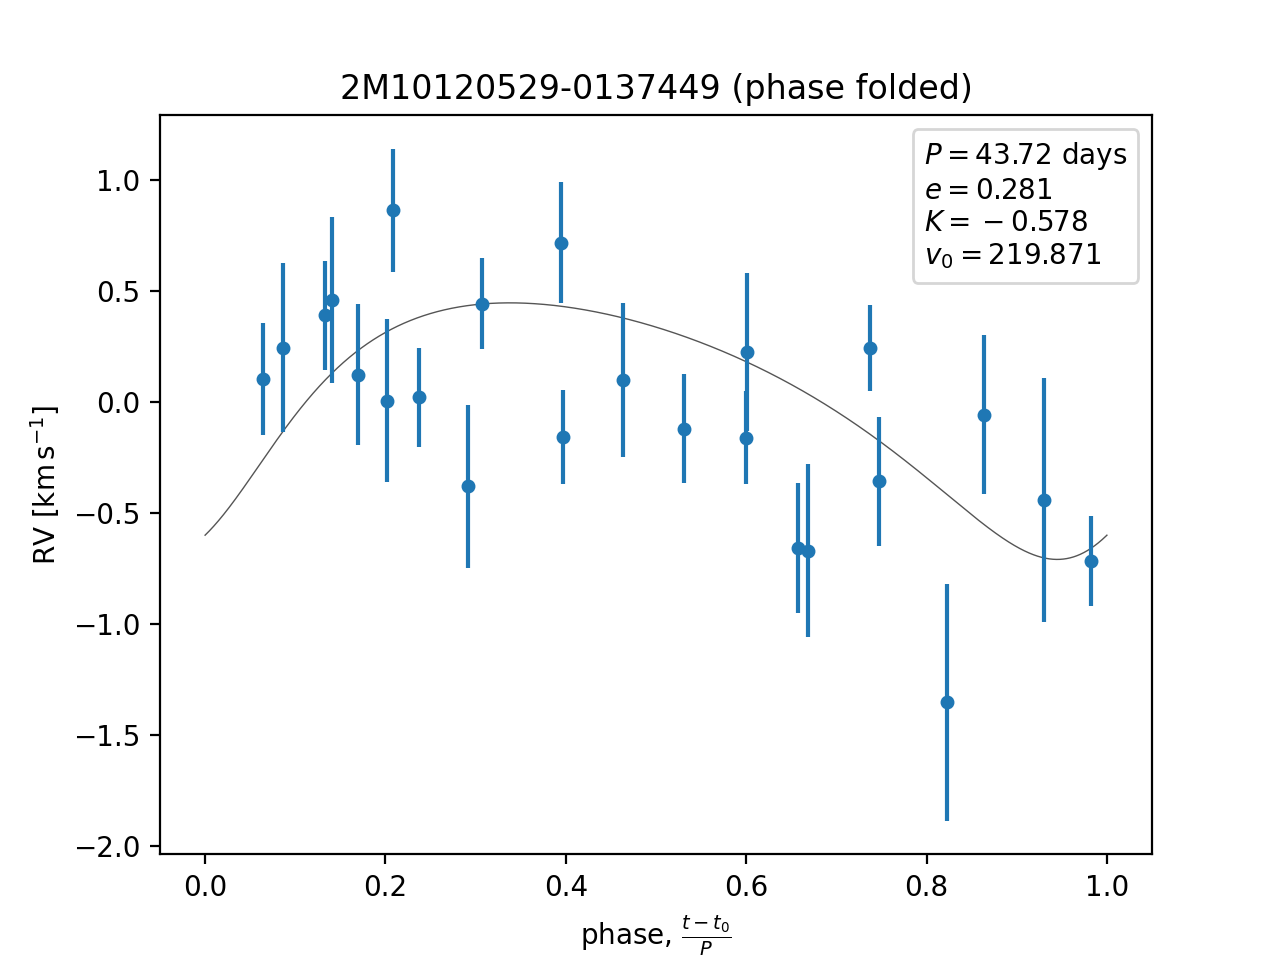 2M10120529-0137449 (phase folded)
P = 43.72 days
e = 0.281
K = −0.578
v₀ = 219.871
RV [km s⁻¹]
1.0
0.5
0.0
−0.5
−1.0
−1.5
−2.0
0.0 0.2 0.4 0.6 0.8 1.0
phase, (t − t₀)/P